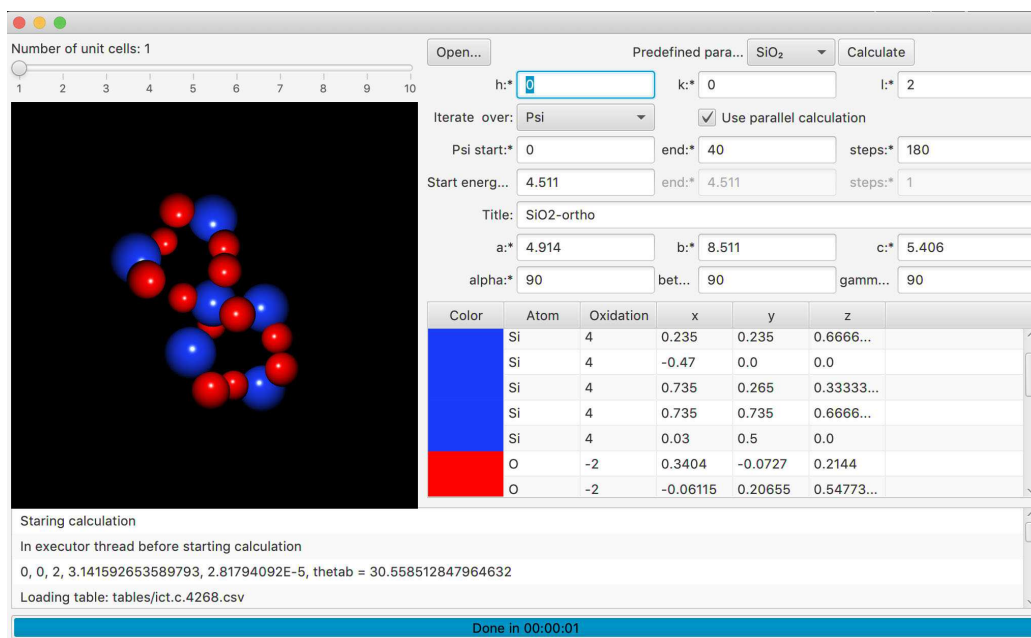 Number of unit cells: 1
1 2 3 4 5 6 7 8 9 10
Open... Predefined para... SiO₂ Calculate
h:* 0 k:* 0 l:* 2
Iterate over: Psi Use parallel calculation
Psi start:* 0 end:* 40 steps:* 180
Start energ... 4.511 end:* 4.511 steps:* 1
Title: SiO2-ortho
a:* 4.914 b:* 8.511 c:* 5.406
alpha:* 90 bet... 90 gamm... 90
Color Atom Oxidation x y z
Si 4 0.235 0.235 0.6666...
Si 4 -0.47 0.0 0.0
Si 4 0.735 0.265 0.33333...
Si 4 0.735 0.735 0.6666...
Si 4 0.03 0.5 0.0
O -2 0.3404 -0.0727 0.2144
O -2 -0.06115 0.20655 0.54773...
Staring calculation
In executor thread before starting calculation
0, 0, 2, 3.141592653589793, 2.81794092E-5, thetab = 30.558512847964632
Loading table: tables/ict.c.4268.csv
Done in 00:00:01